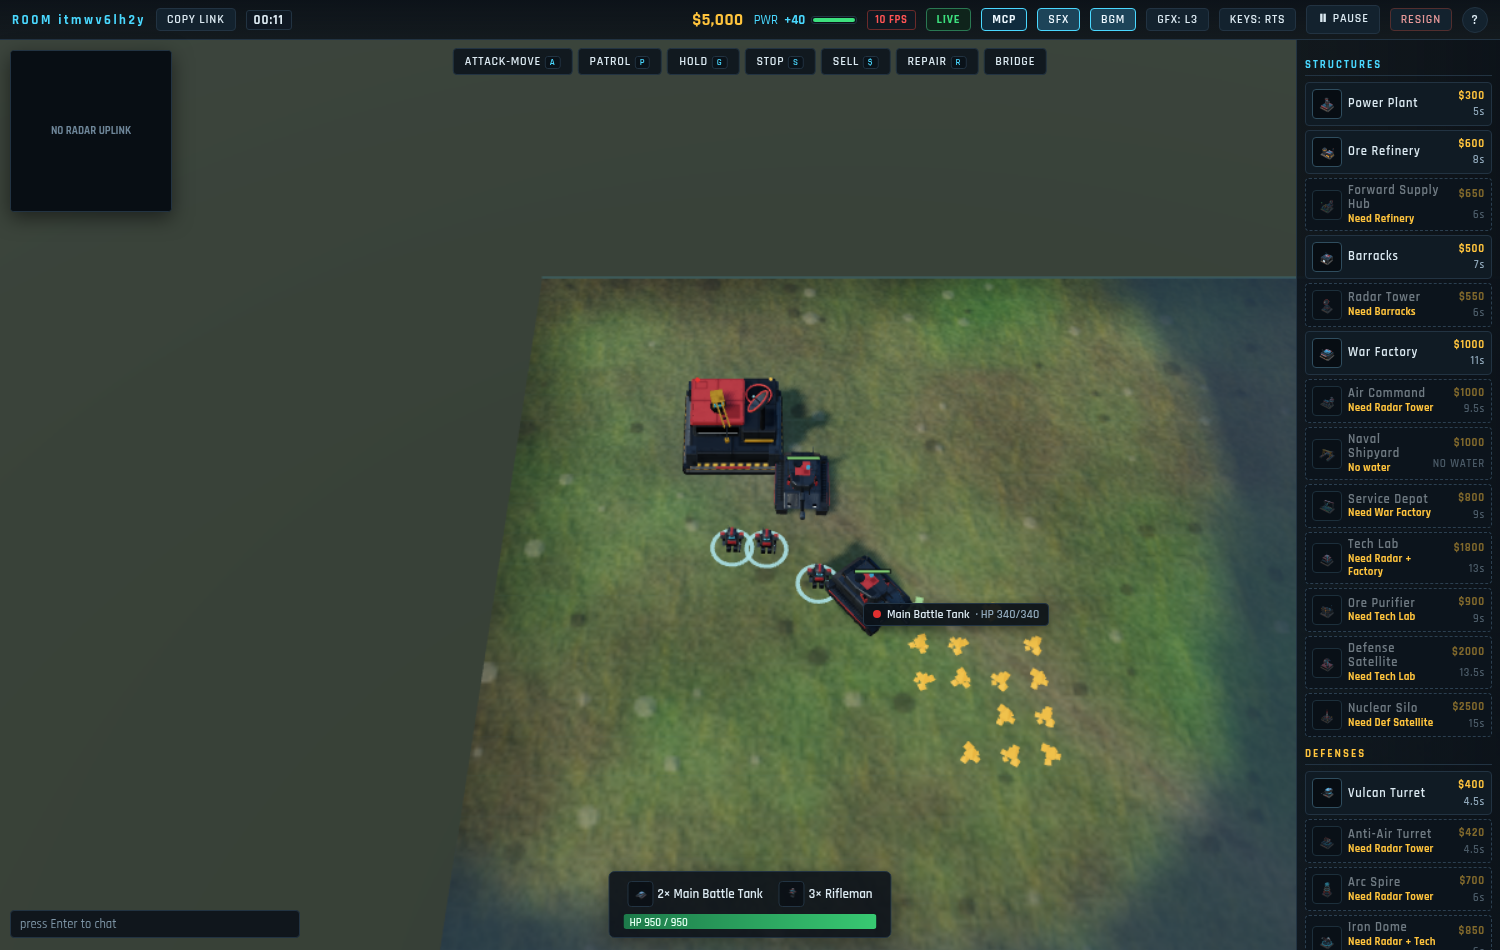 ROOM itmwv6lh2y COPY LINK 00:11 $5,000 PWR +40 10 FPS LIVE MCP SFX BGM GFX: L3 KEYS: RTS PAUSE RESIGN ?
ATTACK-MOVE A PATROL P HOLD G STOP S SELL $ REPAIR R BRIDGE
NO RADAR UPLINK
Main Battle Tank · HP 340/340
2× Main Battle Tank 3× Rifleman
HP 950 / 950
press Enter to chat
STRUCTURES
Power Plant $300
5s
Ore Refinery $600
8s
Forward Supply Hub $650
Need Refinery 6s
Barracks $500
7s
Radar Tower $550
Need Barracks 6s
War Factory $1000
11s
Air Command $1000
Need Radar Tower 9.5s
Naval Shipyard $1000
No water NO WATER
Service Depot $800
Need War Factory 9s
Tech Lab $1800
Need Radar + Factory 13s
Ore Purifier $900
Need Tech Lab 9s
Defense Satellite $2000
Need Tech Lab 13.5s
Nuclear Silo $2500
Need Def Satellite 15s
DEFENSES
Vulcan Turret $400
4.5s
Anti-Air Turret $420
Need Radar Tower 4.5s
Arc Spire $700
Need Radar Tower 6s
Iron Dome $850
Need Radar + Tech